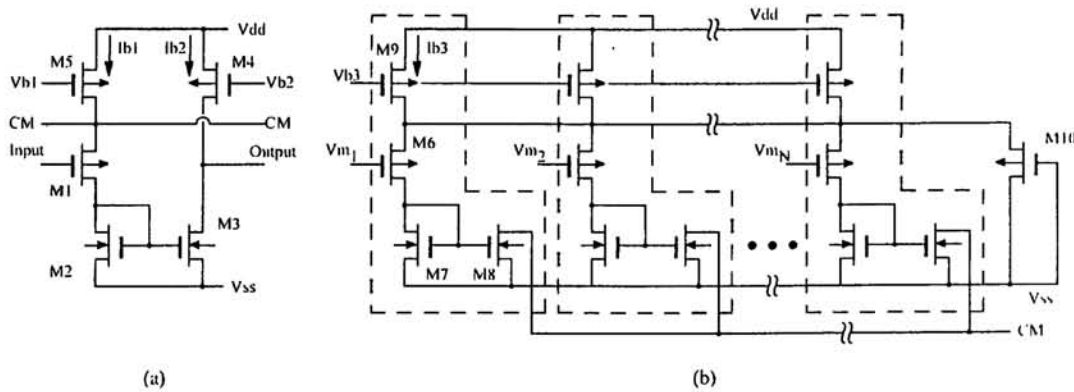 Vdd
M5 Ib1 Ib2 M4
Vb1 Vb2
CM CM
Input Output
M1
M3
M2
Vss
(a)
Vdd
M9 Ib3
Vb3
M10
Vm1 M6 Vm2 VmN
M7 M8
Vss
CM
(b)